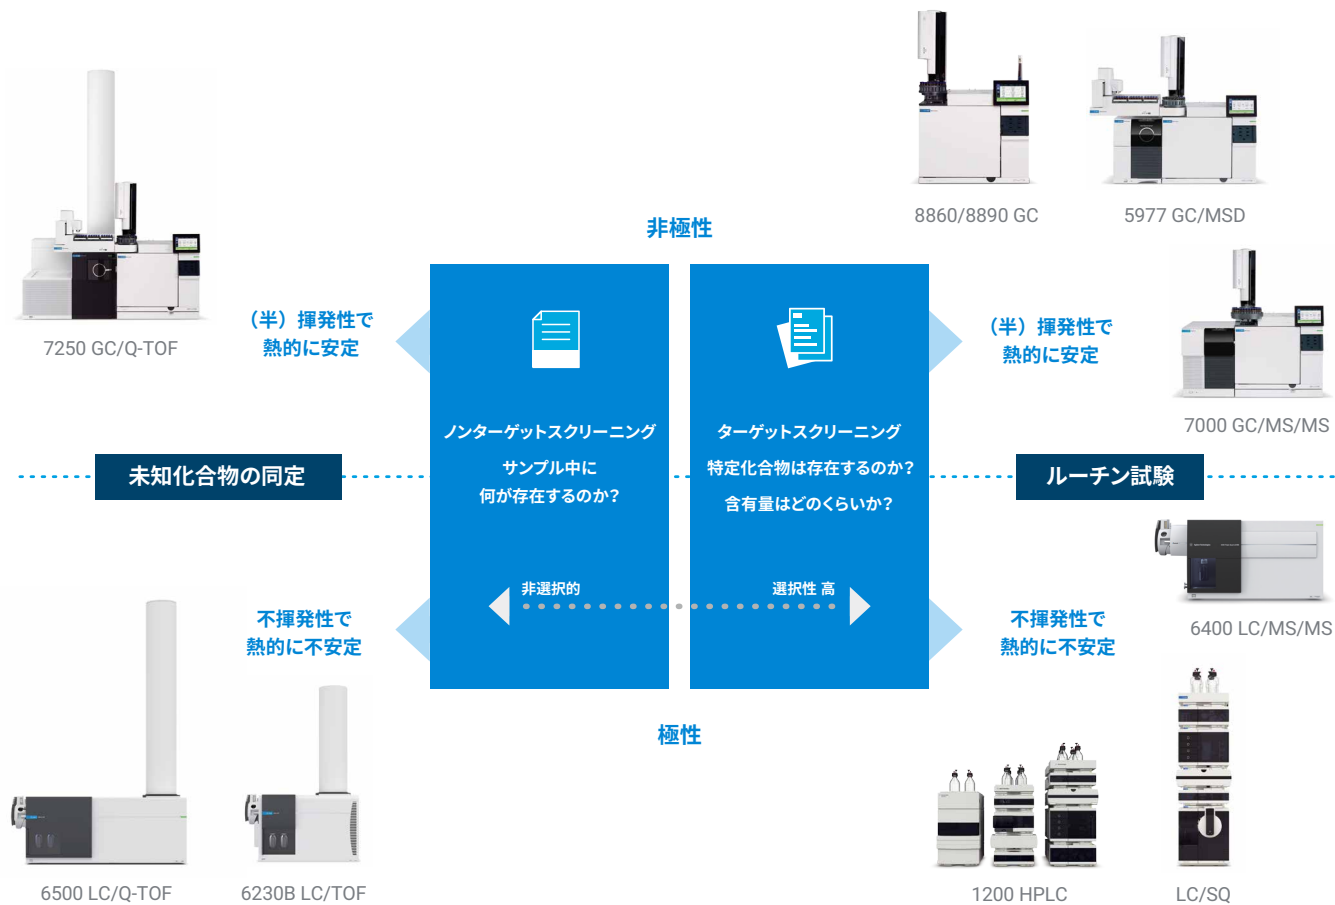 8860/8890 GC
5977 GC/MSD
非極性
7250 GC/Q-TOF
（半）揮発性で
熱的に安定
（半）揮発性で
熱的に安定
7000 GC/MS/MS
未知化合物の同定
ノンターゲットスクリーニング
サンプル中に
何が存在するのか？
ターゲットスクリーニング
特定化合物は存在するのか？
含有量はどのくらいか？
ルーチン試験
非選択的
選択性 高
不揮発性で
熱的に不安定
不揮発性で
熱的に不安定
6400 LC/MS/MS
極性
6500 LC/Q-TOF
6230B LC/TOF
1200 HPLC
LC/SQ